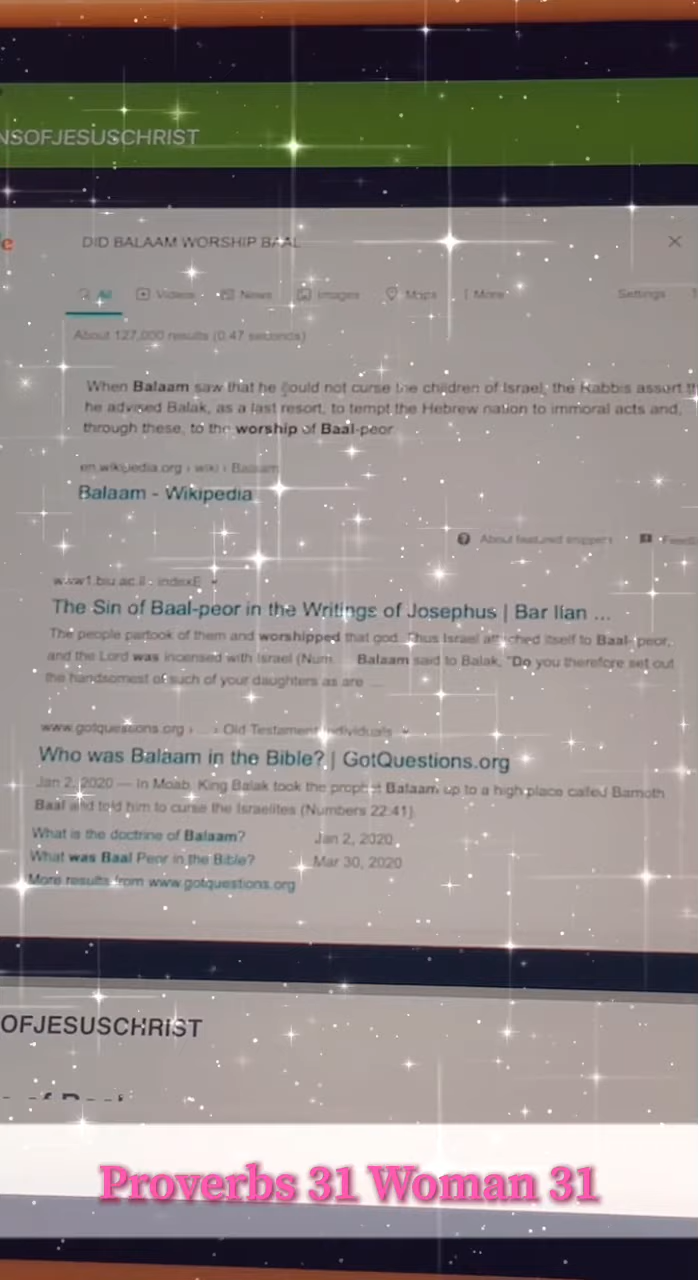 NSOFJESUSCHRIST
e DID BALAAM WORSHIP BAAL
All Videos News Images Maps More Settings
About 127,000 results (0.47 seconds)
When Balaam saw that he could not curse the children of Israel, the Rabbis assert th
he advised Balak, as a last resort, to tempt the Hebrew nation to immoral acts and,
through these, to the worship of Baal-peor
en.wikipedia.org › wiki › Balaam
Balaam - Wikipedia
About featured snippets Feedb
www1.biu.ac.il › indexE
The Sin of Baal-peor in the Writings of Josephus | Bar Ilan ...
The people partook of them and worshipped that god. Thus Israel attached itself to Baal-peor,
and the Lord was incensed with Israel (Num. Balaam said to Balak, "Do you therefore set out
the handsomest of such of your daughters as are ...
www.gotquestions.org › ... › Old Testament Individuals
Who was Balaam in the Bible? | GotQuestions.org
Jan 2, 2020 — In Moab, King Balak took the prophet Balaam up to a high place called Bamoth
Baal and told him to curse the Israelites (Numbers 22:41)
What is the doctrine of Balaam? Jan 2, 2020
What was Baal Peor in the Bible? Mar 30, 2020
More results from www.gotquestions.org
OFJESUSCHRIST
Proverbs 31 Woman 31